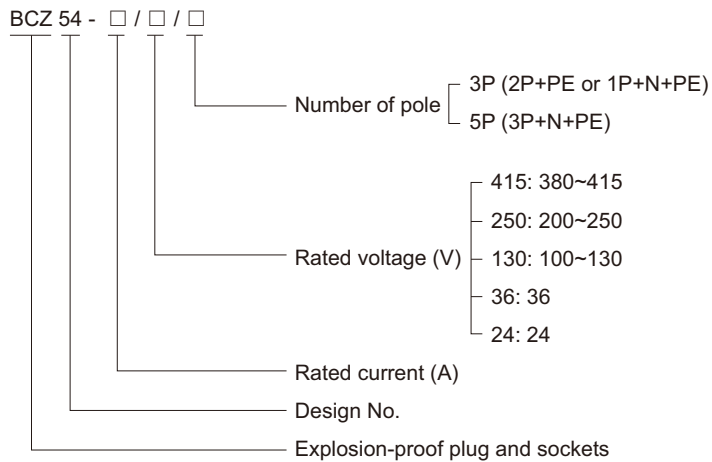 BCZ 54 - □ / □ / □
3P (2P+PE or 1P+N+PE)
Number of pole
5P (3P+N+PE)
415: 380~415
250: 200~250
Rated voltage (V)
130: 100~130
36: 36
24: 24
Rated current (A)
Design No.
Explosion-proof plug and sockets